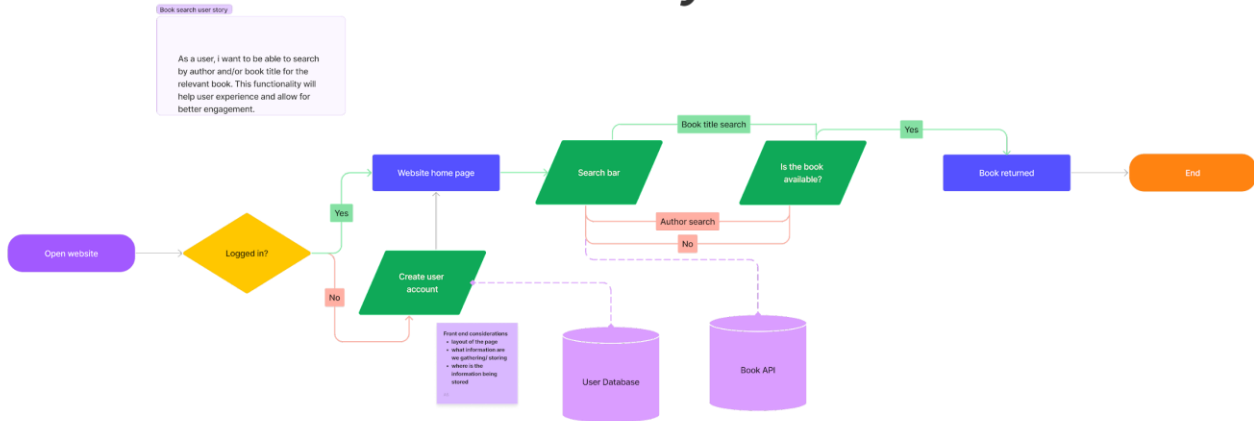 Book search user story
As a user, i want to be able to search
by author and/or book title for the
relevant book. This functionality will
help user experience and allow for
better engagement.
Book title search
Yes
Website home page
Search bar
Is the book
available?
Book returned
End
Yes
Author search
No
Open website
Logged in?
Create user
account
No
Front end considerations
• layout of the page
• what information are
we gathering/ storing
• where is the
information being
stored
User Database
Book API